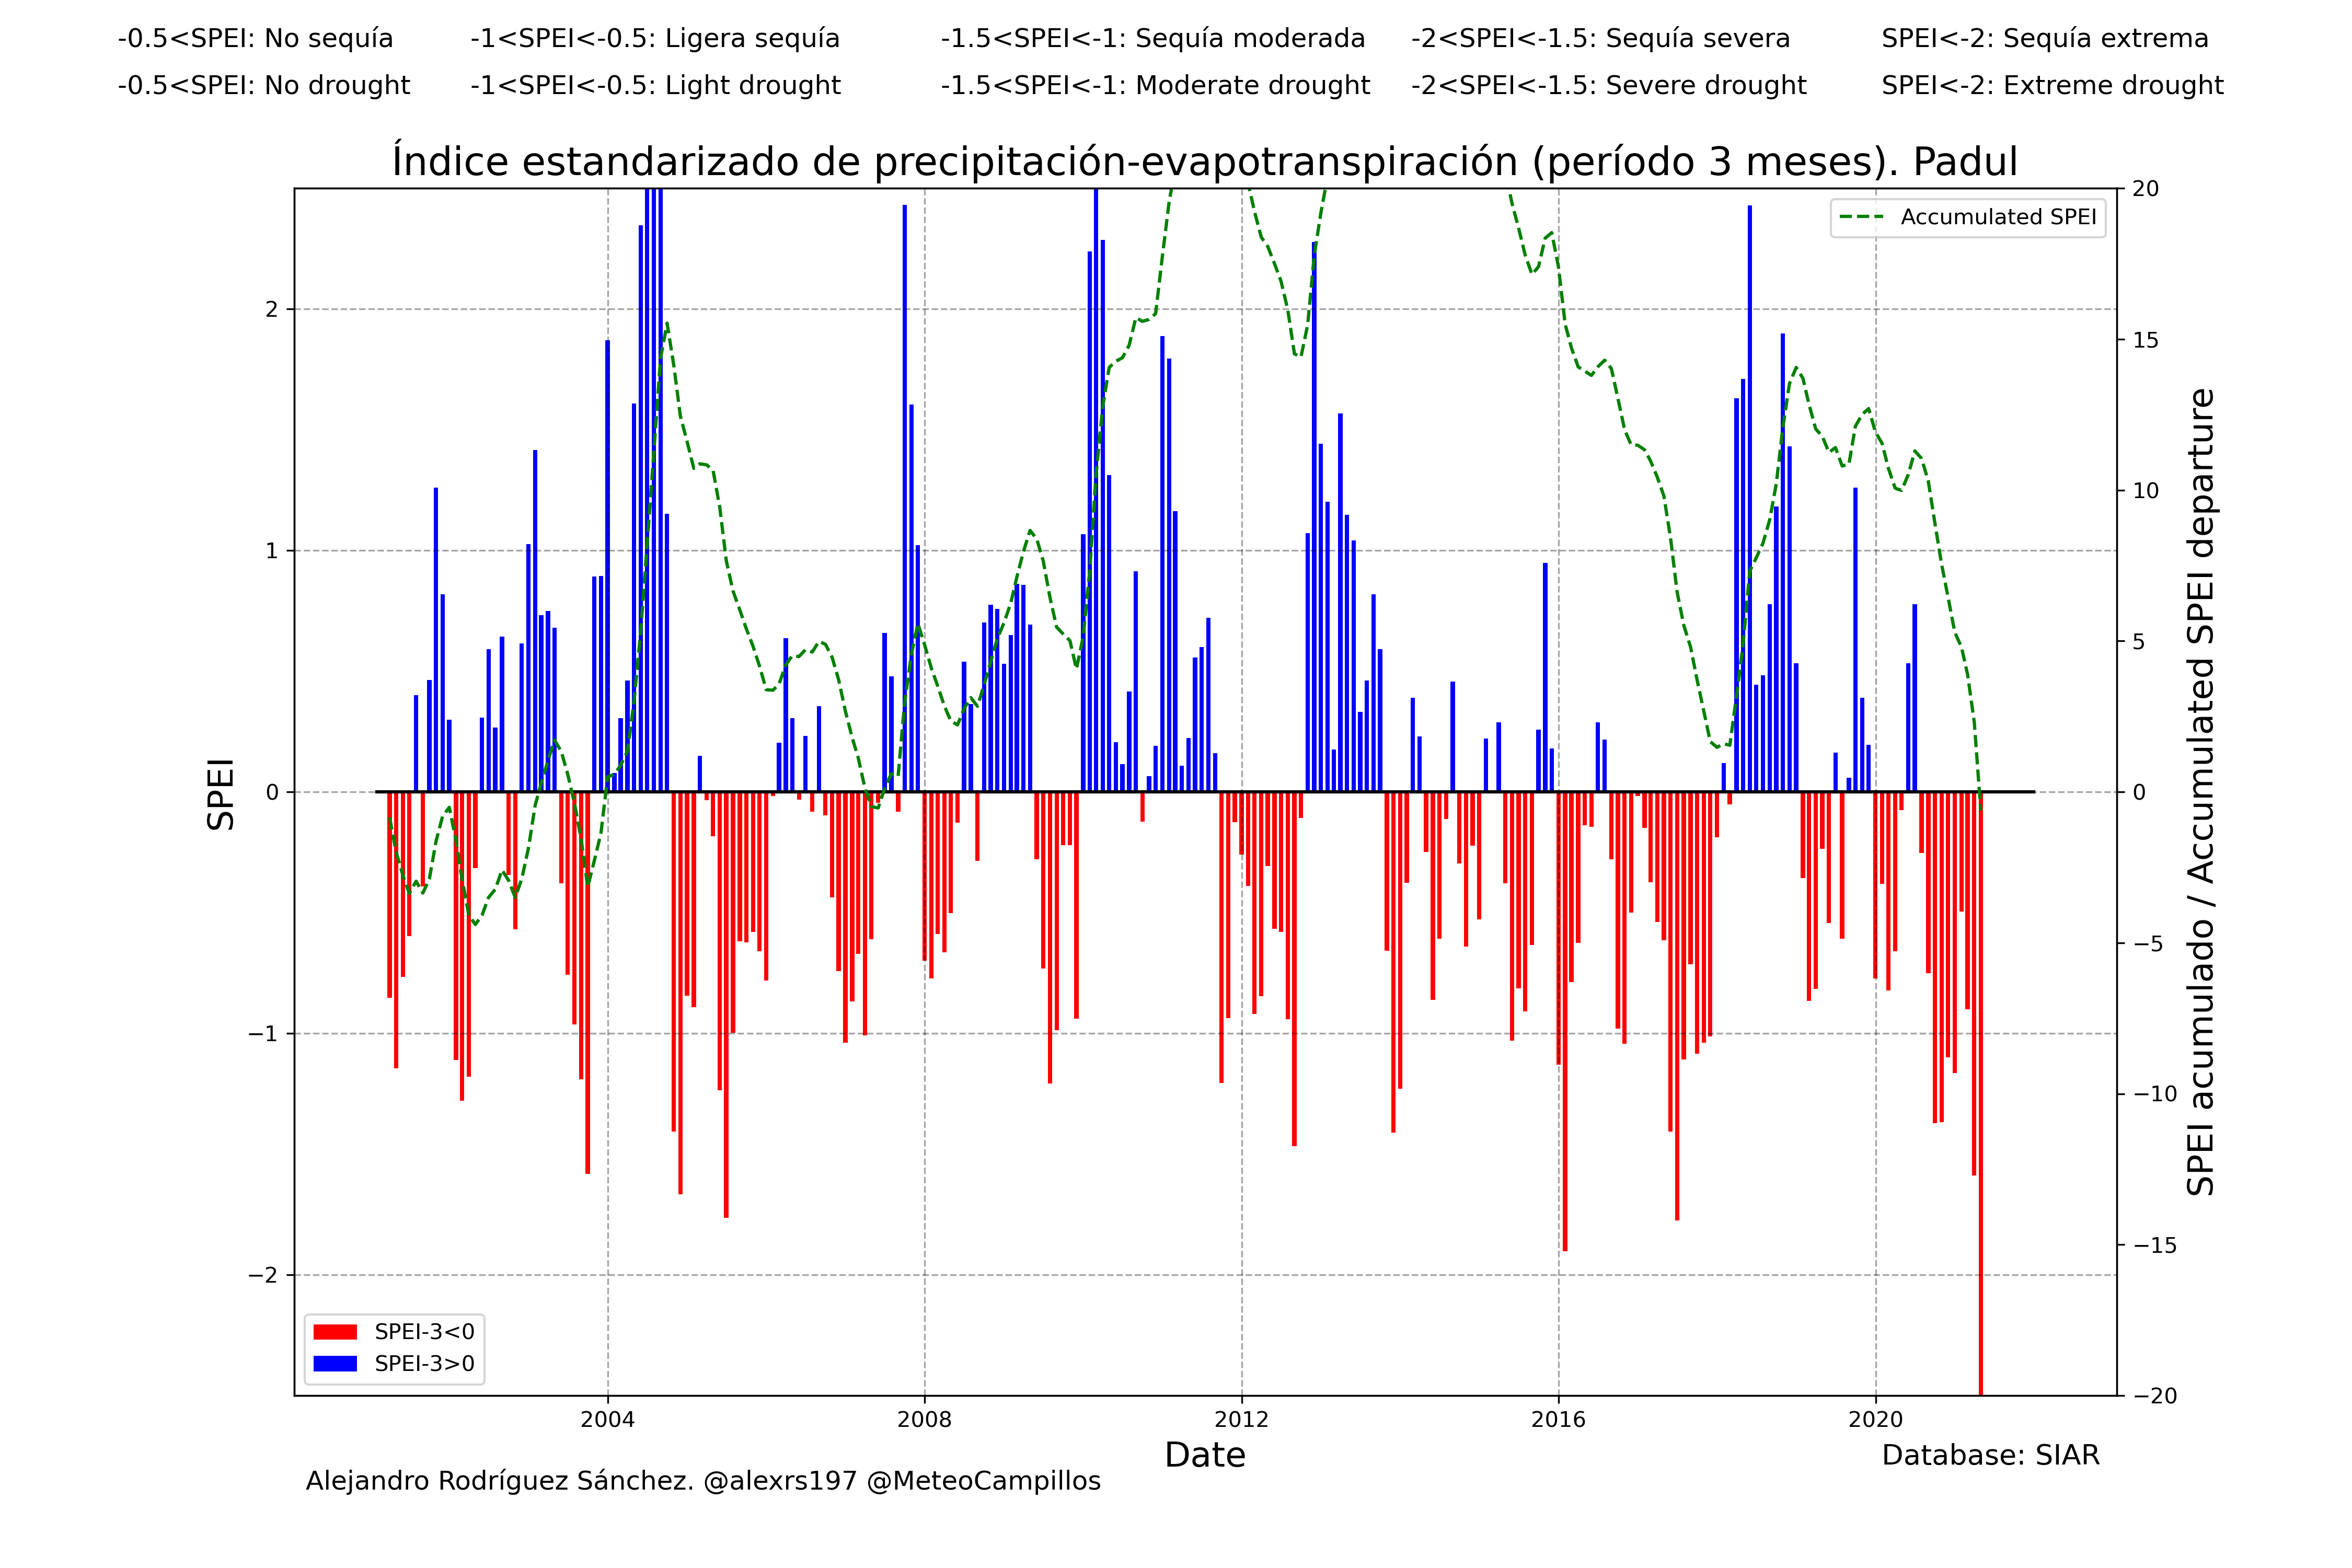 -0.5<SPEI: No sequía -1<SPEI<-0.5: Ligera sequía -1.5<SPEI<-1: Sequía moderada -2<SPEI<-1.5: Sequía severa SPEI<-2: Sequía extrema
-0.5<SPEI: No drought -1<SPEI<-0.5: Light drought -1.5<SPEI<-1: Moderate drought -2<SPEI<-1.5: Severe drought SPEI<-2: Extreme drought
Índice estandarizado de precipitación-evapotranspiración (período 3 meses). Padul
SPEI
2
1
0
−1
−2
Accumulated SPEI
SPEI-3<0
SPEI-3>0
20
15
10
5
0
−5
−10
−15
−20
SPEI acumulado / Accumulated SPEI departure
2004 2008 2012 2016 2020
Date
Database: SIAR
Alejandro Rodríguez Sánchez. @alexrs197 @MeteoCampillos